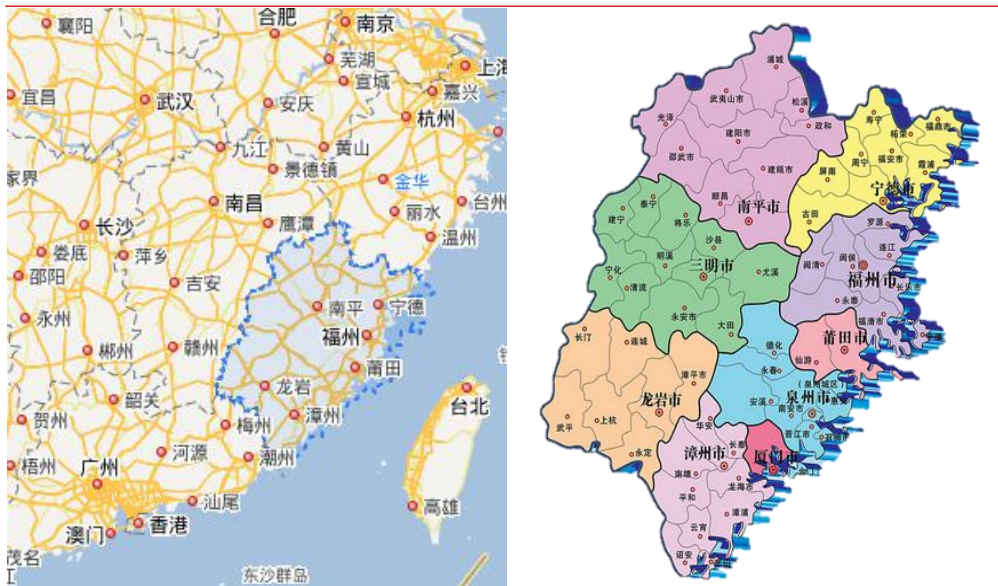 襄阳
合肥
南京
芜湖
上海
宜昌
武汉
宣城
嘉兴
安庆
杭州
九江
黄山
景德镇
金华
家界
南昌
丽水
台州
长沙
鹰潭
温州
娄底
萍乡
邵阳
吉安
南平
宁德
永州
福州
郴州
赣州
莆田
龙岩
韶关
台北
贺州
梅州
漳州
河源
潮州
梧州
广州
汕尾
高雄
香港
澳门
茂名
江
东沙群岛
浦城
武夷山市
松溪
光泽
政和
建阳市
邵武市
建瓯市
顺昌
南平市
寿宁
柘荣
福鼎市
周宁
福安市
霞浦
屏南
宁德市
古田
泰宁
建宁
将乐
沙县
明溪
三明市
尤溪
宁化
清流
永安市
大田
罗源
连江
闽清
闽侯
福州市
长乐市
永泰
福清市
莆田市
仙游
长汀
连城
漳平市
龙岩市
武平
上杭
永定
德化
永春
(泉州城区)
泉州市
安溪
南安市
晋江市
华安
长泰
漳州市
厦门市
南靖
龙海市
平和
漳浦
云霄
诏安